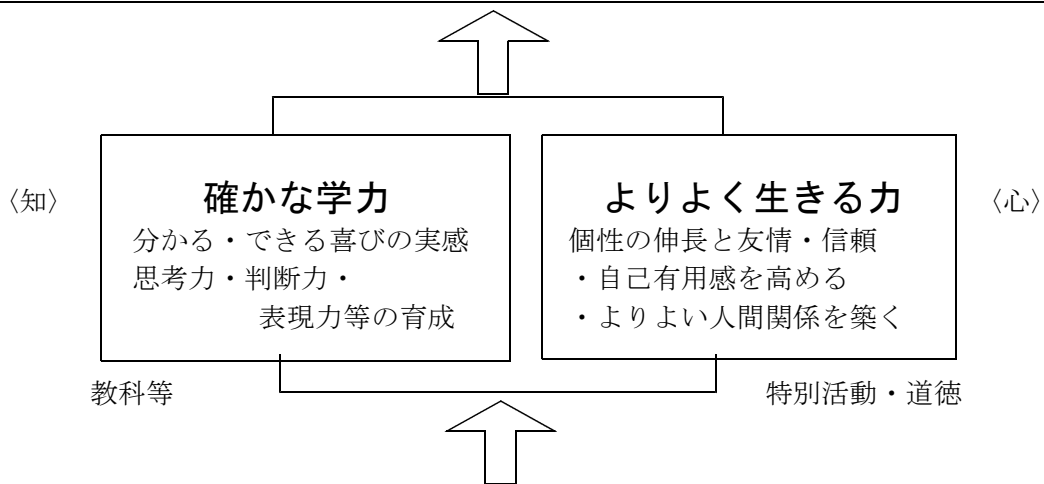 〈知〉
確かな学力
分かる・できる喜びの実感
思考力・判断力・
表現力等の育成
よりよく生きる力
個性の伸長と友情・信頼
・自己有用感を高める
・よりよい人間関係を築く
〈心〉
教科等
特別活動・道徳